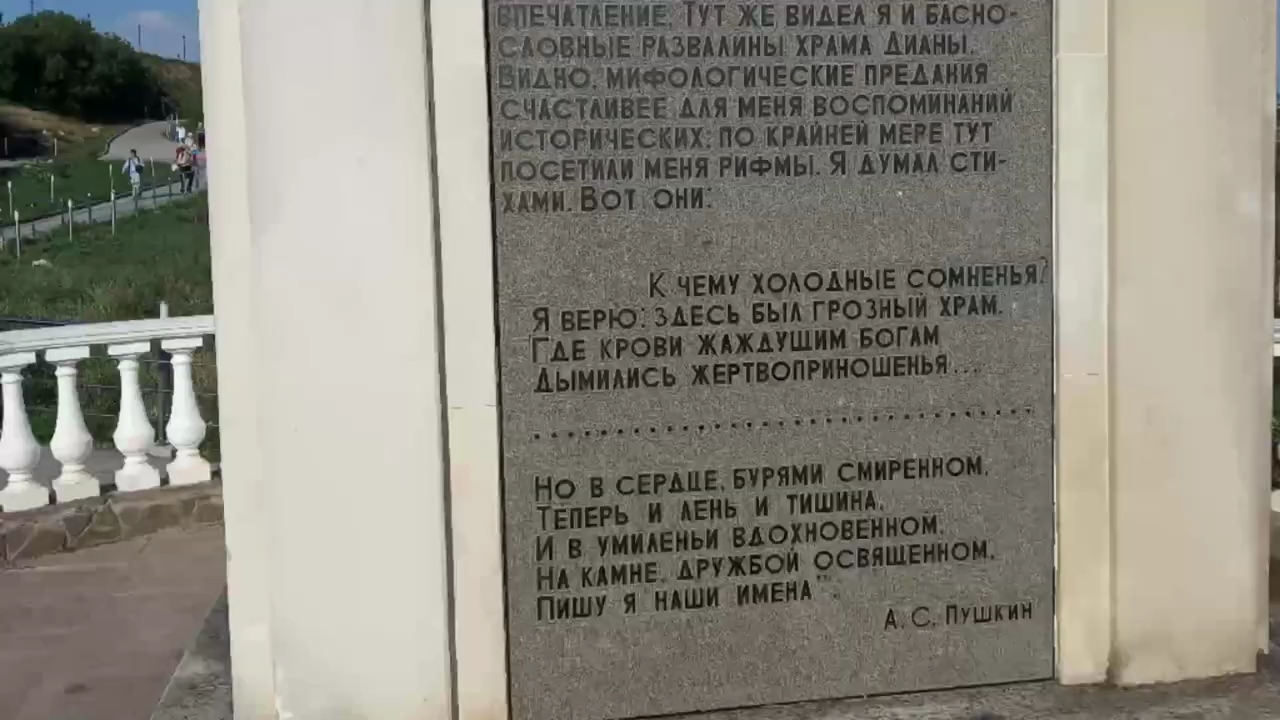 ВПЕЧАТЛЕНИЕ. ТУТ ЖЕ ВИДЕЛ Я И БАСНО-
СЛОВНЫЕ РАЗВАЛИНЫ ХРАМА ДИАНЫ.
ВИДНО, МИФОЛОГИЧЕСКИЕ ПРЕДАНИЯ
СЧАСТЛИВЕЕ ДЛЯ МЕНЯ ВОСПОМИНАНИЙ
ИСТОРИЧЕСКИХ; ПО КРАЙНЕЙ МЕРЕ ТУТ
ПОСЕТИЛИ МЕНЯ РИФМЫ. Я ДУМАЛ СТИ-
ХАМИ. ВОТ ОНИ:
К ЧЕМУ ХОЛОДНЫЕ СОМНЕНЬЯ?
Я ВЕРЮ: ЗДЕСЬ БЫЛ ГРОЗНЫЙ ХРАМ,
ГДЕ КРОВИ ЖАЖДУЩИМ БОГАМ
ДЫМИЛИСЬ ЖЕРТВОПРИНОШЕНЬЯ...
. . . . . . . . . . . . . . . . . . . . . . . . . . . . . . . . . . .
НО В СЕРДЦЕ, БУРЯМИ СМИРЕННОМ,
ТЕПЕРЬ И ЛЕНЬ И ТИШИНА,
И В УМИЛЕНЬИ ВДОХНОВЕННОМ,
НА КАМНЕ, ДРУЖБОЙ ОСВЯЩЕННОМ,
ПИШУ Я НАШИ ИМЕНА".
А. С. ПУШКИН